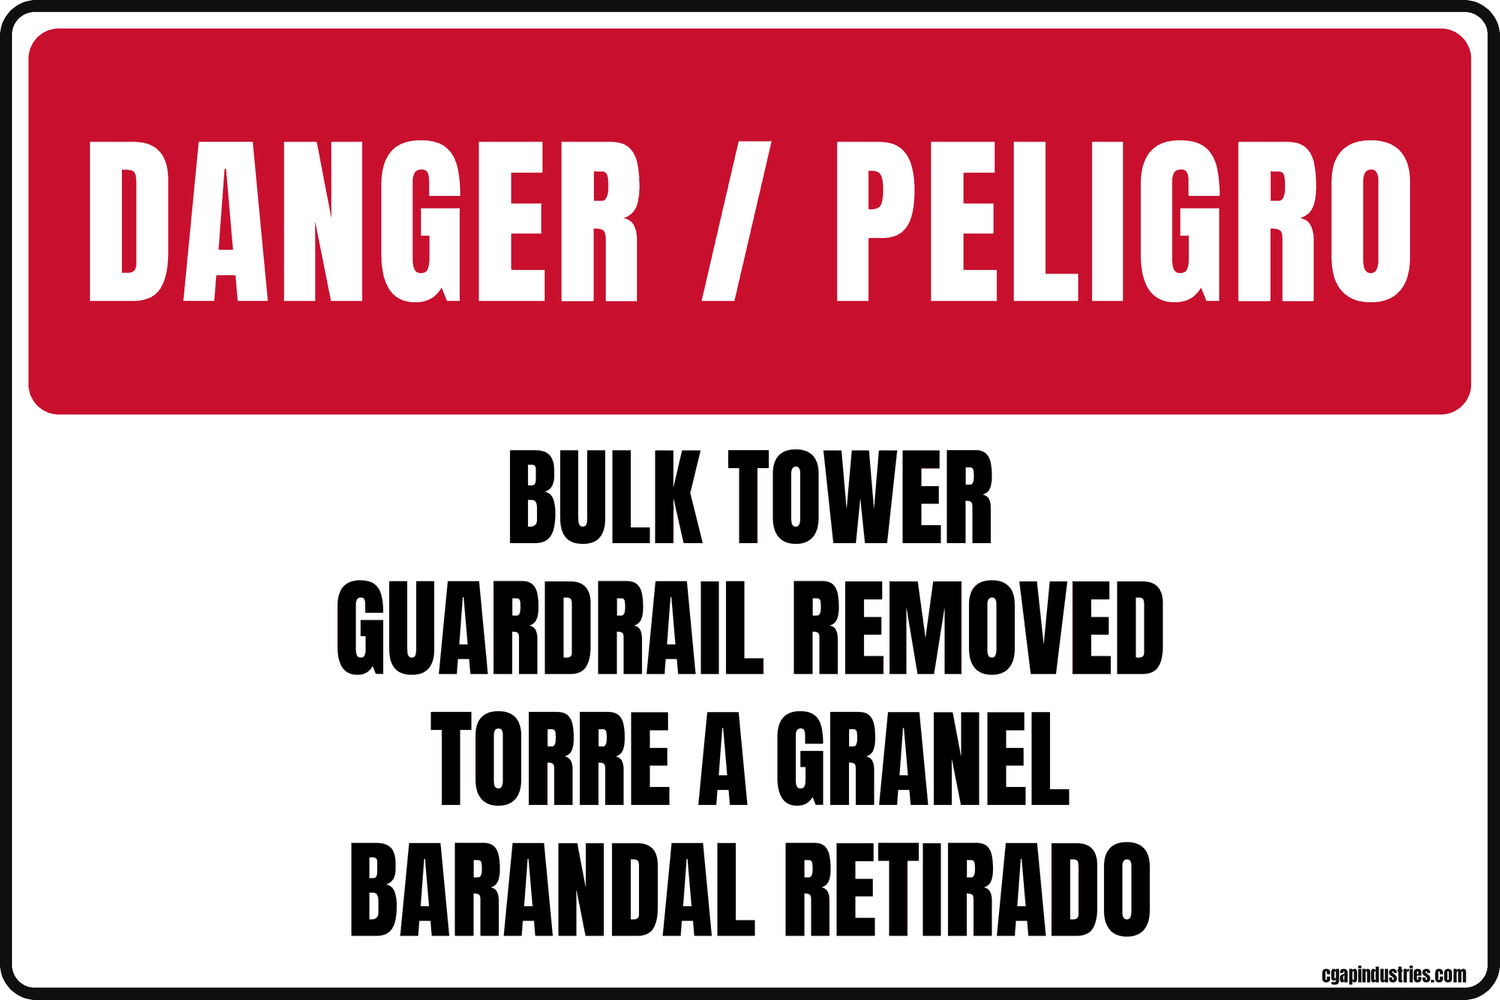 DANGER / PELIGRO
BULK TOWER
GUARDRAIL REMOVED
TORRE A GRANEL
BARANDAL RETIRADO
cgapindustries.com